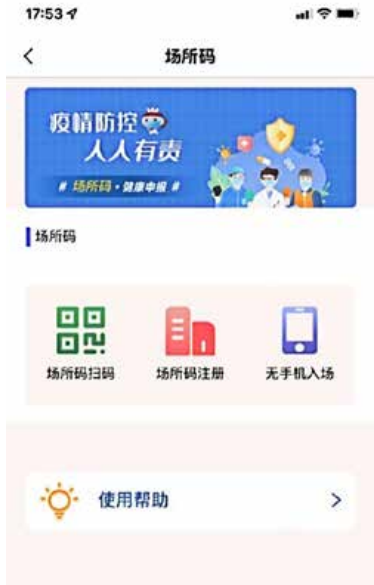 17:53
场所码
疫情防控
人人有责
# 场所码·健康申报 #
场所码
场所码扫码 场所码注册 无手机入场
使用帮助